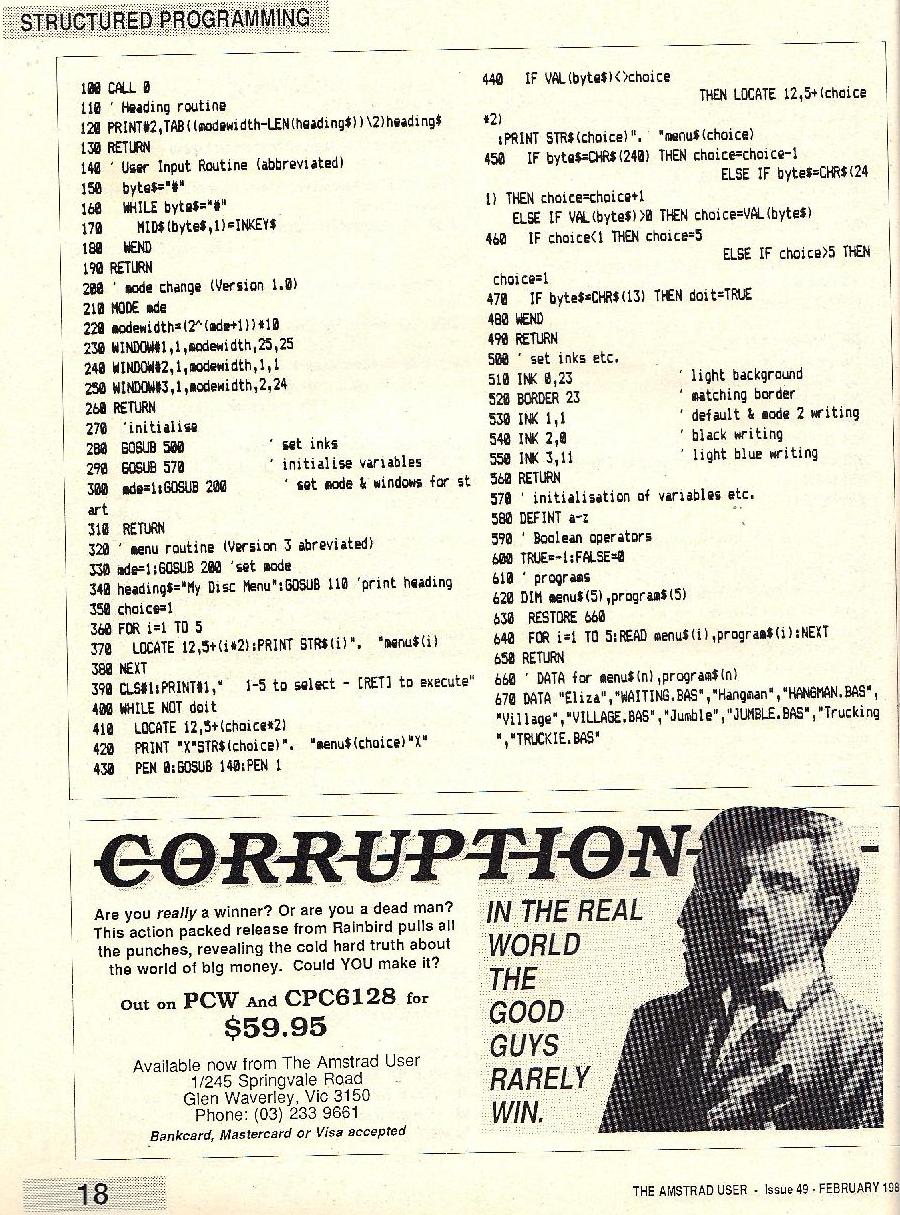 STRUCTURED PROGRAMMING
100 CALL 0
110 ' Heading routine
120 PRINT#2,TAB((modewidth-LEN(heading$))\2)heading$
130 RETURN
140 ' User Input Routine (abbreviated)
150 byte$="#"
160 WHILE byte$="#"
170 MID$(byte$,1)=INKEY$
180 WEND
190 RETURN
200 ' mode change (Version 1.0)
210 MODE mde
220 modewidth=(2^(mde+1))*10
230 WINDOW#1,1,modewidth,25,25
240 WINDOW#2,1,modewidth,1,1
250 WINDOW#3,1,modewidth,2,24
260 RETURN
270 'initialise
280 GOSUB 500 ' set inks
290 GOSUB 570 ' initialise variables
300 mde=1:GOSUB 200 ' set mode & windows for st
art
310 RETURN
320 ' menu routine (Version 3 abreviated)
330 mde=1:GOSUB 200 'set mode
340 heading$="My Disc Menu":GOSUB 110 'print heading
350 choice=1
360 FOR i=1 TO 5
370 LOCATE 12,5+(i*2):PRINT STR$(i)". "menu$(i)
380 NEXT
390 CLS#1:PRINT#1," 1-5 to select - [RET] to execute"
400 WHILE NOT doit
410 LOCATE 12,5+(choice*2)
420 PRINT "X"STR$(choice)". "menu$(choice)"X"
430 PEN 0:GOSUB 140:PEN 1
440 IF VAL(byte$)<>choice
THEN LOCATE 12,5+(choice
*2)
:PRINT STR$(choice)". "menu$(choice)
450 IF byte$=CHR$(240) THEN choice=choice-1
ELSE IF byte$=CHR$(24
1) THEN choice=choice+1
ELSE IF VAL(byte$)>0 THEN choice=VAL(byte$)
460 IF choice<1 THEN choice=5
ELSE IF choice>5 THEN
choice=1
470 IF byte$=CHR$(13) THEN doit=TRUE
480 WEND
490 RETURN
500 ' set inks etc.
510 INK 0,23 ' light background
520 BORDER 23 ' matching border
530 INK 1,1 ' default & mode 2 writing
540 INK 2,0 ' black writing
550 INK 3,11 ' light blue writing
560 RETURN
570 ' initialisation of variables etc.
580 DEFINT a-z
590 ' Boolean operators
600 TRUE=-1:FALSE=0
610 ' programs
620 DIM menu$(5),program$(5)
630 RESTORE 660
640 FOR i=1 TO 5:READ menu$(i),program$(i):NEXT
650 RETURN
660 ' DATA for menu$(n),program$(n)
670 DATA "Eliza","WAITING.BAS","Hangman","HANGMAN.BAS",
"Village","VILLAGE.BAS","Jumble","JUMBLE.BAS","Trucking
","TRUCKIE.BAS"
CORRUPTION
Are you really a winner? Or are you a dead man?
This action packed release from Rainbird pulls all
the punches, revealing the cold hard truth about
the world of big money. Could YOU make it?
Out on PCW And CPC6128 for
$59.95
Available now from The Amstrad User
1/245 Springvale Road
Glen Waverley, Vic 3150
Phone: (03) 233 9661
Bankcard, Mastercard or Visa accepted
IN THE REAL
WORLD
THE
GOOD
GUYS
RARELY
WIN.
18
THE AMSTRAD USER - Issue 49 - FEBRUARY 198